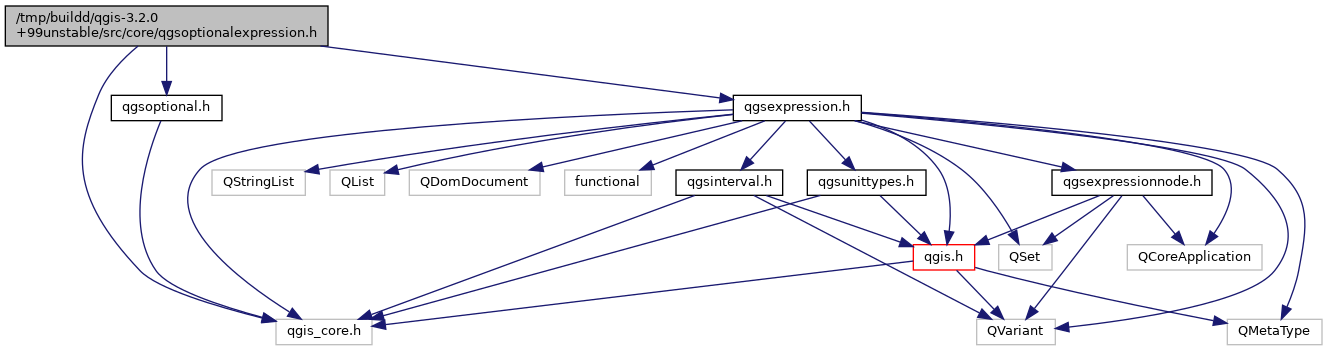 /tmp/buildd/qgis-3.2.0
+99unstable/src/core/qgsoptionalexpression.h
qgsoptional.h
qgsexpression.h
QStringList
QList
QDomDocument
functional
qgsinterval.h
qgsunittypes.h
qgsexpressionnode.h
qgis.h
QSet
QCoreApplication
qgis_core.h
QVariant
QMetaType